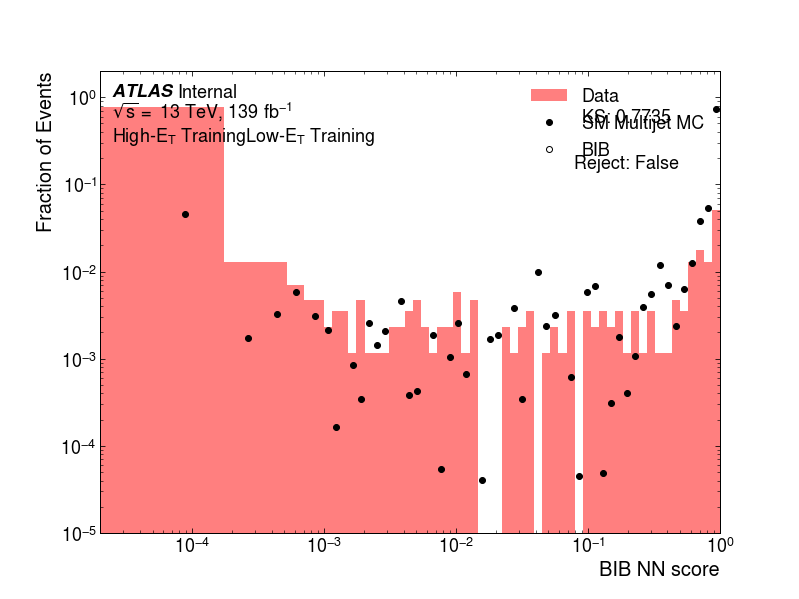 ATLAS Internal
√s = 13 TeV, 139 fb⁻¹
High-E_T TrainingLow-E_T Training
Data
KS: 0.7735
SM Multijet MC
BIB
Reject: False
Fraction of Events
10⁰
10⁻¹
10⁻²
10⁻³
10⁻⁴
10⁻⁵
10⁻⁴
10⁻³
10⁻²
10⁻¹
10⁰
BIB NN score